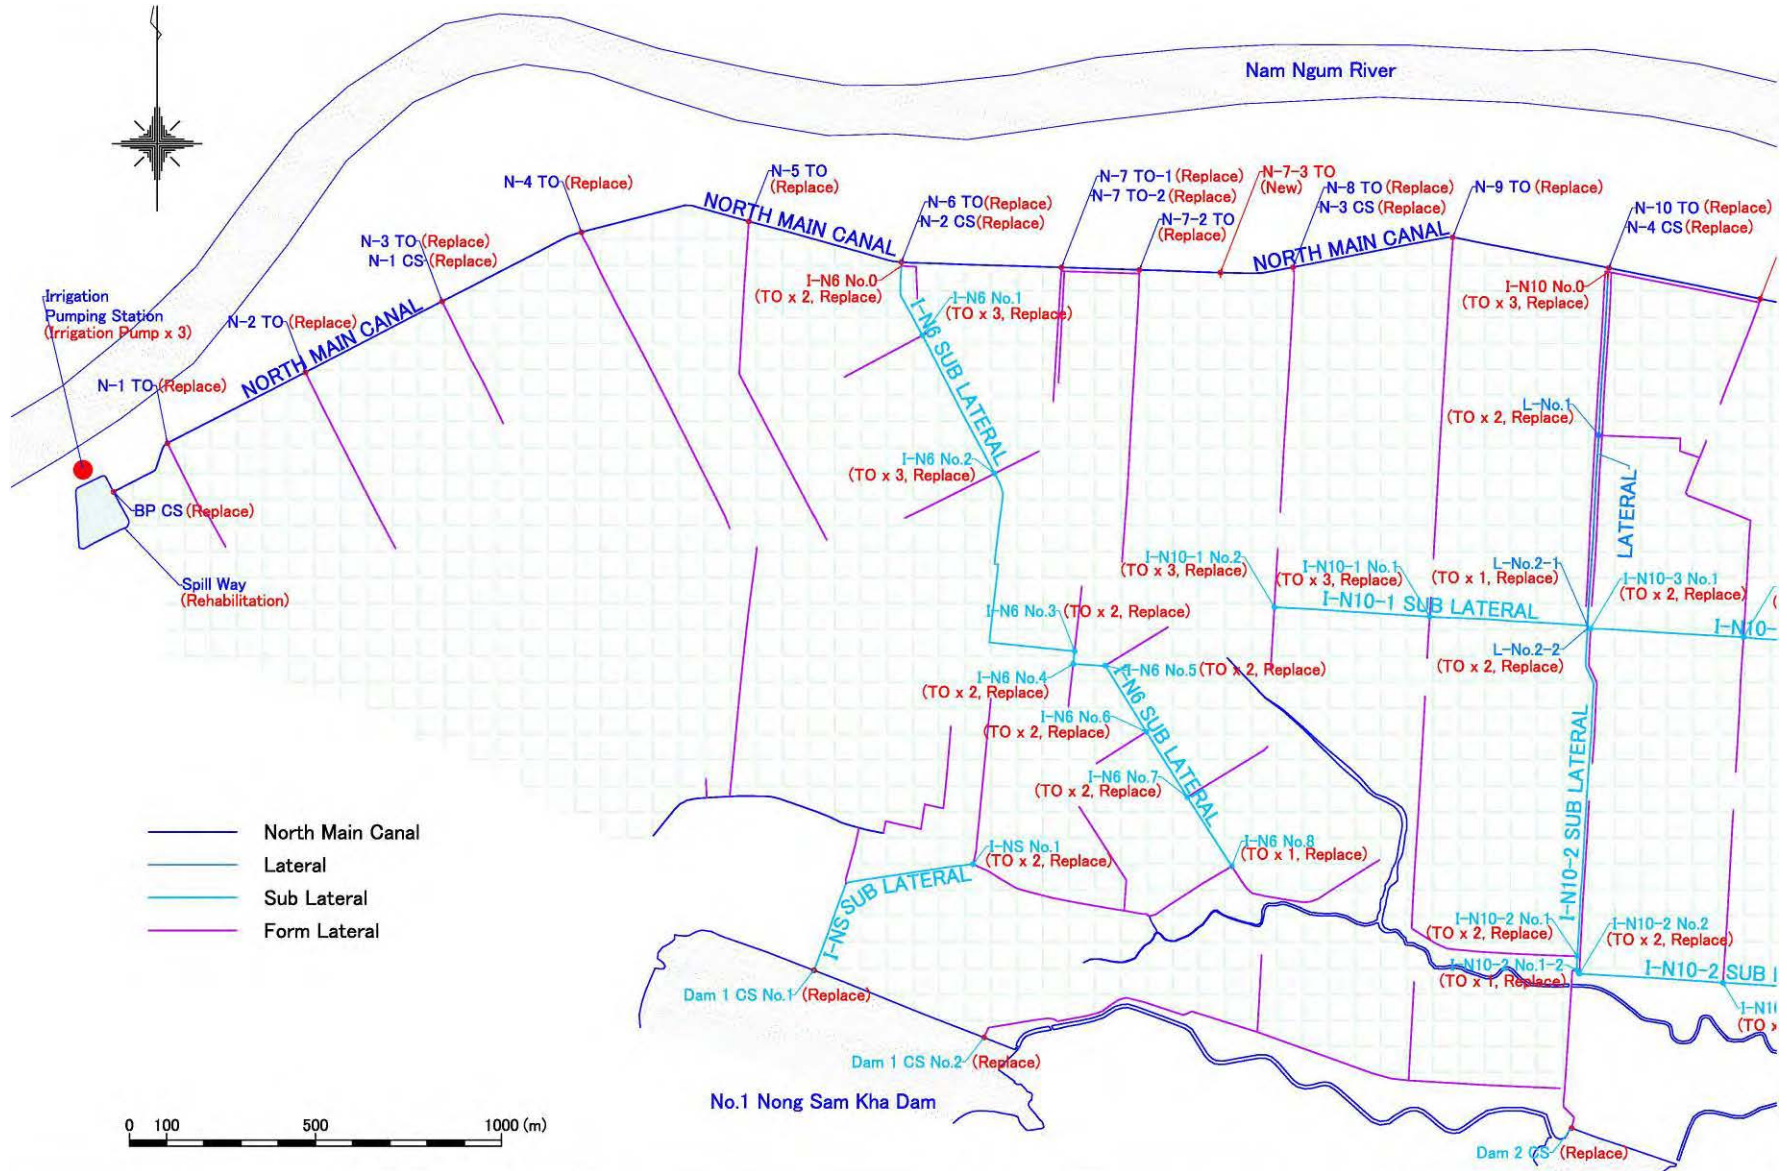 Nam Ngum River
N-5 TO
(Replace)
N-4 TO (Replace)
N-3 TO (Replace)
N-1 CS (Replace)
N-2 TO (Replace)
N-1 TO (Replace)
Irrigation
Pumping Station
(Irrigation Pump x 3)
BP CS (Replace)
Spill Way
(Rehabilitation)
NORTH MAIN CANAL
NORTH MAIN CANAL
NORTH MAIN CANAL
N-6 TO (Replace)
N-2 CS (Replace)
N-7 TO-1 (Replace)
N-7 TO-2 (Replace)
N-7-2 TO
(Replace)
N-7-3 TO
(New)
N-8 TO (Replace)
N-3 CS (Replace)
N-9 TO (Replace)
N-10 TO (Replace)
N-4 CS (Replace)
I-N6 No.0
(TO x 2, Replace)
I-N6 No.1
(TO x 3, Replace)
I-N6 SUB LATERAL
I-N6 No.2
(TO x 3, Replace)
I-N10 No.0
(TO x 3, Replace)
L-No.1
(TO x 2, Replace)
LATERAL
I-N10-1 No.2
(TO x 3, Replace)
I-N10-1 No.1
(TO x 3, Replace)
L-No.2-1
(TO x 1, Replace)
I-N10-3 No.1
(TO x 2, Replace)
I-N10-1 SUB LATERAL
I-N10-
L-No.2-2
(TO x 2, Replace)
I-N6 No.3 (TO x 2, Replace)
I-N6 No.4
(TO x 2, Replace)
I-N6 No.5 (TO x 2, Replace)
I-N6 No.6
(TO x 2, Replace)
I-N6 SUB LATERAL
I-N6 No.7
(TO x 2, Replace)
I-N6 No.8
(TO x 1, Replace)
I-NS No.1
(TO x 2, Replace)
I-NS SUB LATERAL
I-N10-2 SUB LATERAL
I-N10-2 No.1
(TO x 2, Replace)
I-N10-2 No.2
(TO x 2, Replace)
I-N10-2 No.1-2
(TO x 1, Replace)
I-N10-2 SUB
(TO x
Dam 1 CS No.1 (Replace)
Dam 1 CS No.2 (Replace)
Dam 2 CS (Replace)
No.1 Nong Sam Kha Dam
North Main Canal
Lateral
Sub Lateral
Form Lateral
0 100 500 1000 (m)